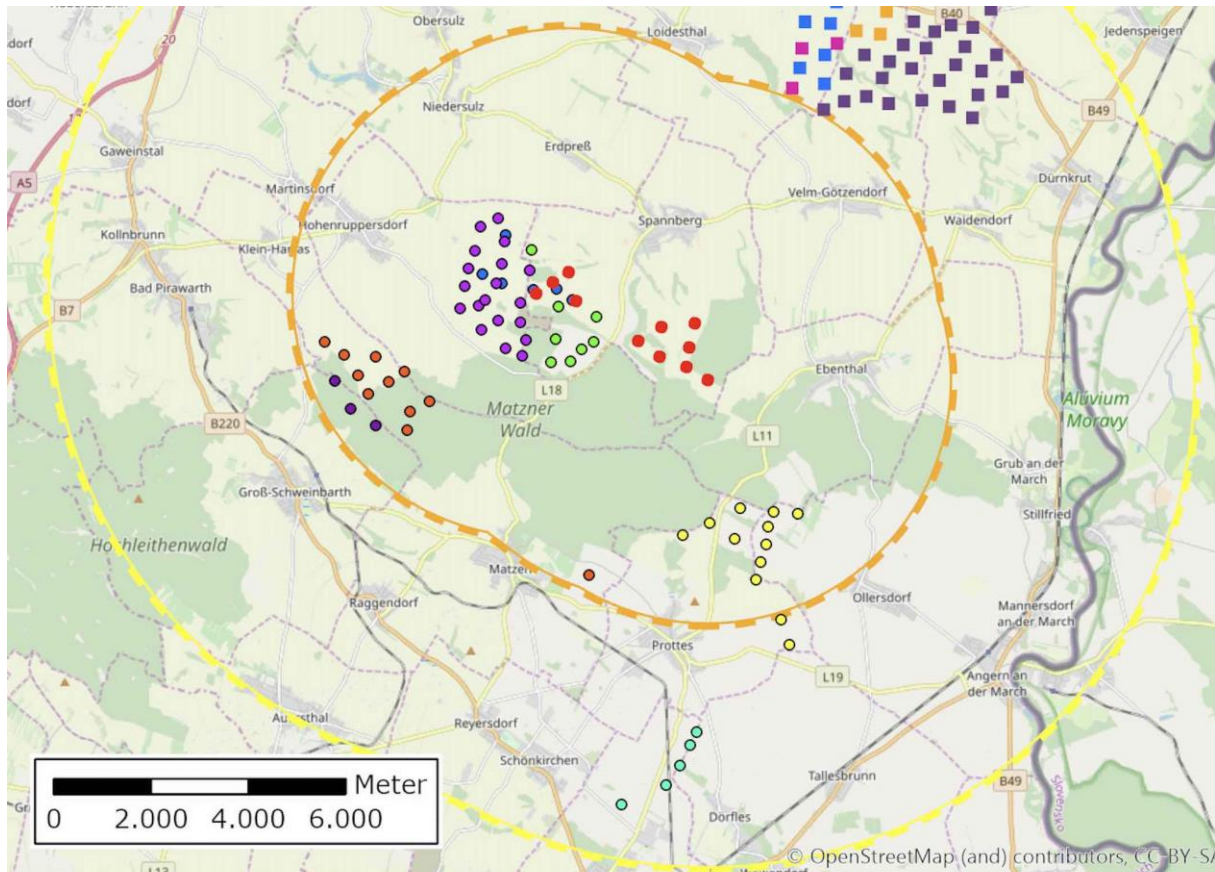 Obersulz
Loidesthal
B40
Jedenspeigen
20
dorf
Niedersulz
B49
Gaweinstal
Erdpreß
A5
Martinsdorf
Velm-Götzendorf
Dürnkrut
Hohenruppersdorf
Spannberg
Waidendorf
Kollnbrunn
Klein-Harras
Bad Pirawarth
B7
Ebenthal
L18
Matzner
Wald
Aluvium
Moravy
B220
L11
Grub an der
March
Groß-Schweinbarth
Stillfried
Hochleithenwald
Matzen
Raggendorf
Ollersdorf
Mannersdorf
an der March
Prottes
L19
Angern an
der March
Auersthal
Reyersdorf
Schönkirchen
Tallesbrunn
B49
Slovensko
Dörfles
Meter
0 2.000 4.000 6.000
© OpenStreetMap (and) contributors, CC-BY-SA